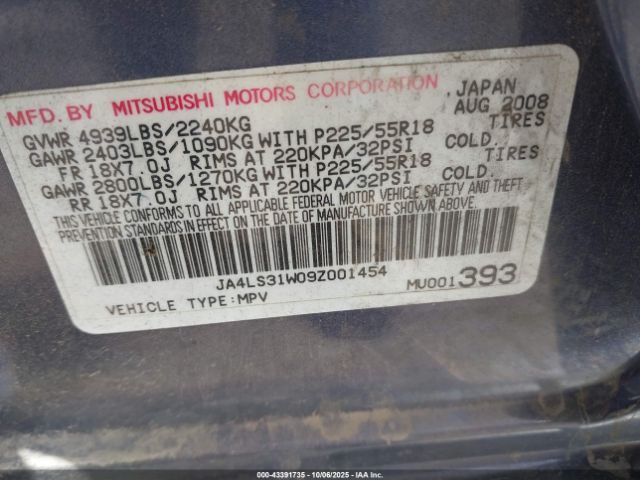 MFD. BY MITSUBISHI MOTORS CORPORATION, JAPAN
GVWR 4939LBS/2240KG AUG 2008
GAWR 2403LBS/1090KG WITH P225/55R18 TIRES
FR 18X7.0J RIMS AT 220KPA/32PSI COLD.
GAWR 2800LBS/1270KG WITH P225/55R18 TIRES
RR 18X7.0J RIMS AT 220KPA/32PSI COLD.
THIS VEHICLE CONFORMS TO ALL APPLICABLE FEDERAL MOTOR VEHICLE SAFETY AND THEFT
PREVENTION STANDARDS IN EFFECT ON THE DATE OF MANUFACTURE SHOWN ABOVE.
JA4LS31W09Z001454
VEHICLE TYPE:MPV MU001393
000-43391735 - 10/06/2025 - IAA Inc.